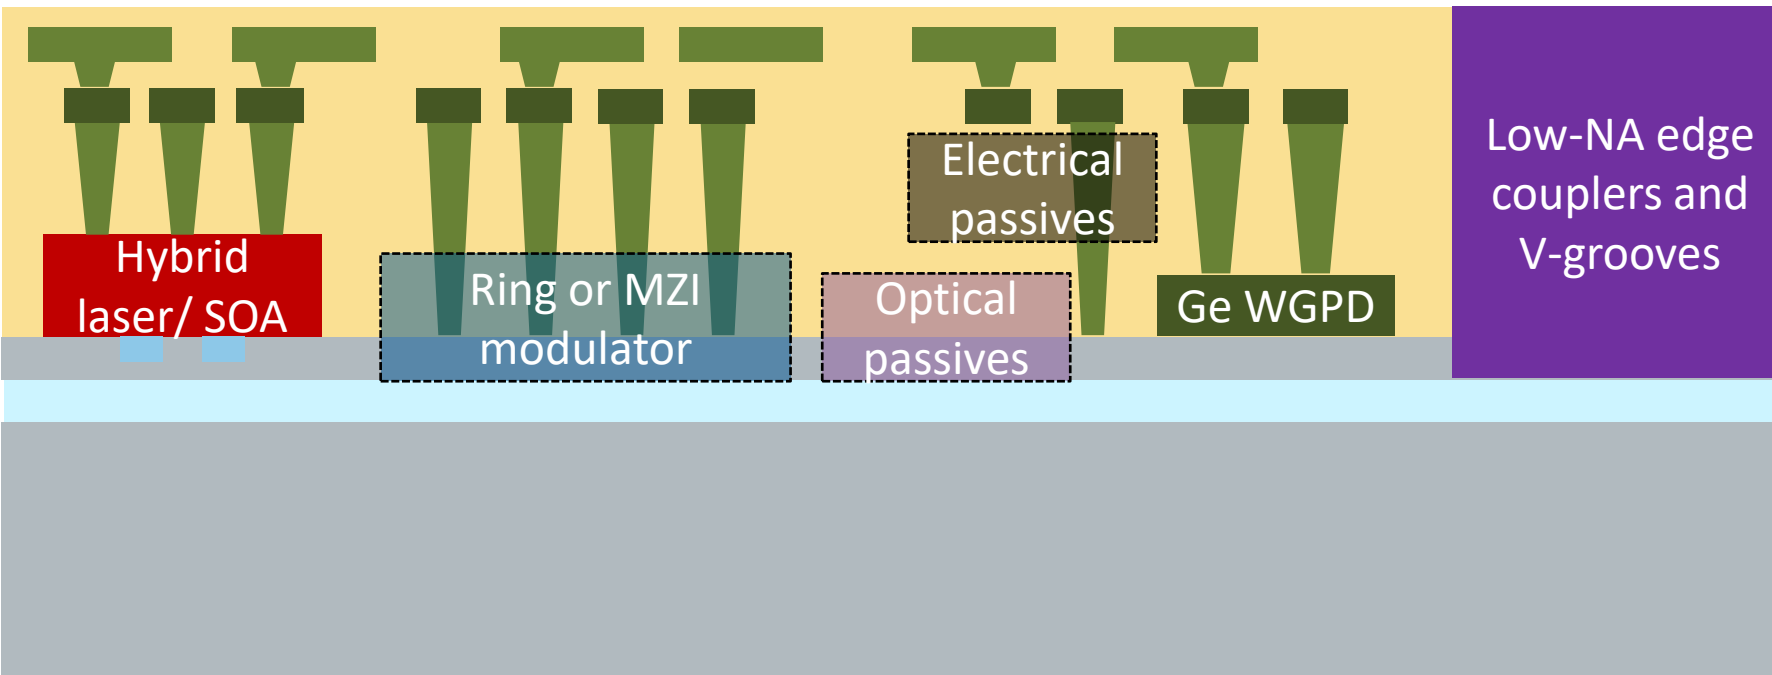 Hybrid
laser/ SOA
Ring or MZI
modulator
Optical
passives
Electrical
passives
Ge WGPD
Low-NA edge
couplers and
V-grooves